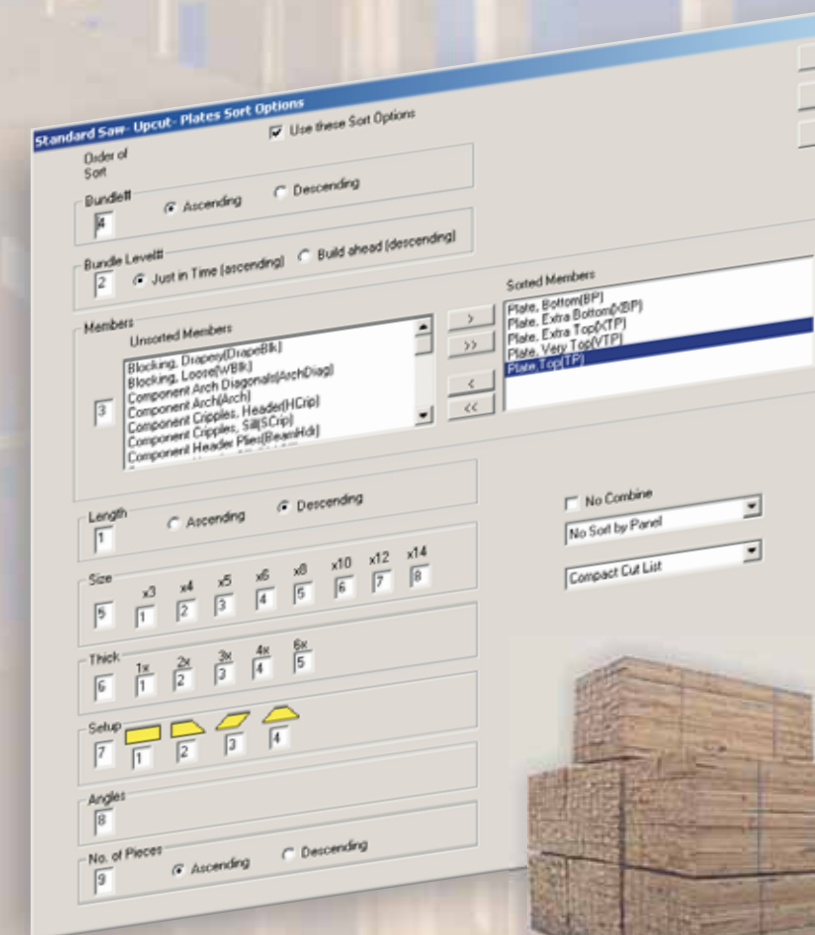 Standard Saw- Upcut- Plates Sort Options
Use these Sort Options
Order of
Sort
Bundle#
4
Ascending
Descending
Bundle Level#
2
Just in Time (ascending)
Build ahead (descending)
Members
Unsorted Members
3
Blocking, Drapery(DrapeBlk)
Blocking, Loose(WBlk)
Component Arch Diagonals(ArchDiag)
Component Arch(Arch)
Component Cripples, Header(HCrip)
Component Cripples, Sill(SCrip)
Component Header Plies(BeamHdr)
>
>>
<
<<
Sorted Members
Plate, Bottom(BP)
Plate, Extra Bottom(XBP)
Plate, Extra Top(XTP)
Plate, Very Top(VTP)
Plate,Top(TP)
Length
1
Ascending
Descending
No Combine
No Sort by Panel
Compact Cut List
Size
x3 x4 x5 x6 x8 x10 x12 x14
5 1 2 3 4 5 6 7 8
Thick
1x 2x 3x 4x 6x
6 1 2 3 4 5
Setup
7 1 2 3 4
Angles
8
No. of Pieces
9
Ascending
Descending